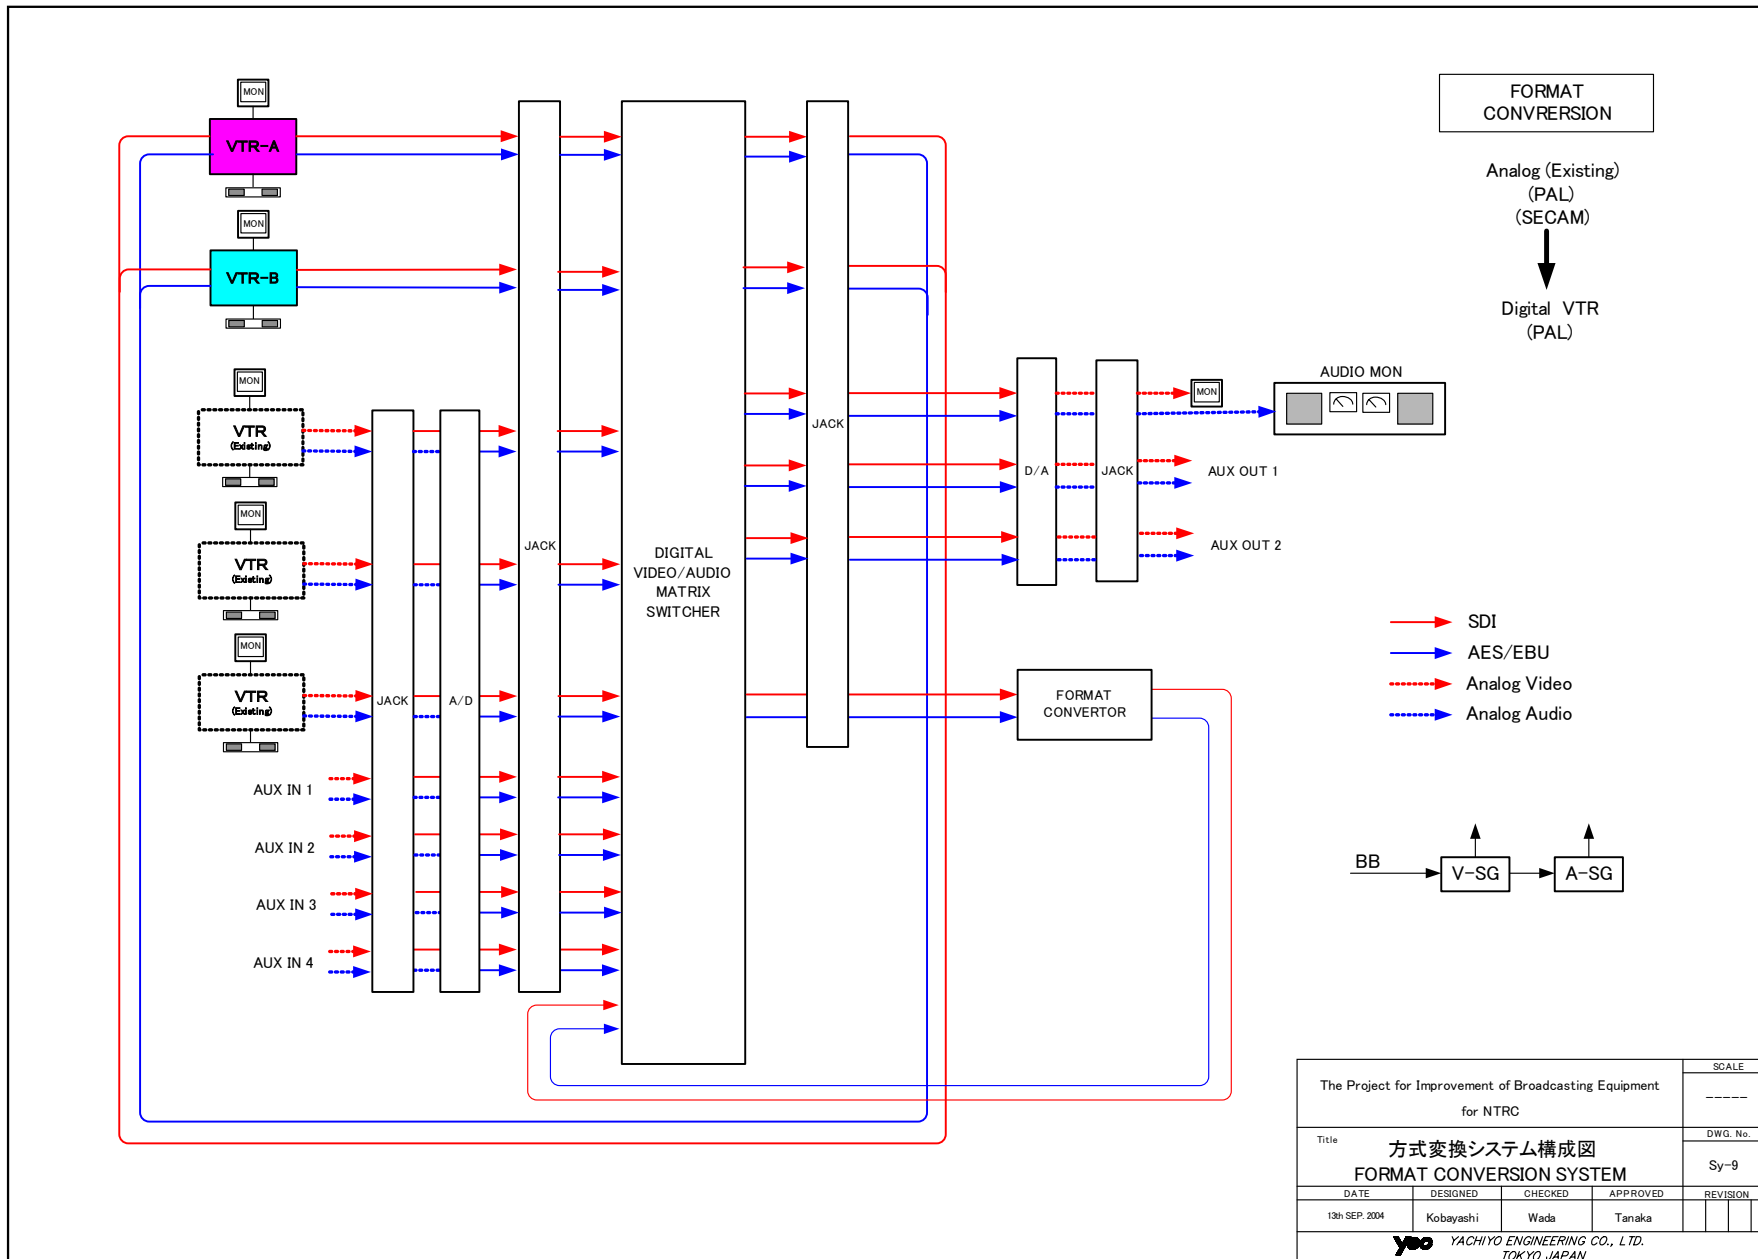 MON
VTR-A
MON
VTR-B
MON
VTR
(Existing)
MON
VTR
(Existing)
MON
VTR
(Existing)
AUX IN 1
AUX IN 2
AUX IN 3
AUX IN 4
JACK
A/D
JACK
DIGITAL
VIDEO/AUDIO
MATRIX
SWITCHER
JACK
D/A
JACK
MON
AUDIO MON
AUX OUT 1
AUX OUT 2
FORMAT
CONVERTOR
FORMAT
CONVRERSION
Analog (Existing)
(PAL)
(SECAM)
Digital VTR
(PAL)
SDI
AES/EBU
Analog Video
Analog Audio
BB
V-SG
A-SG
The Project for Improvement of Broadcasting Equipment
for NTRC
SCALE
-----
Title
方式変換システム構成図
FORMAT CONVERSION SYSTEM
DWG. No.
Sy-9
DATE DESIGNED CHECKED APPROVED REVISION
13th SEP. 2004 Kobayashi Wada Tanaka
yeo YACHIYO ENGINEERING CO., LTD.
TOKYO JAPAN